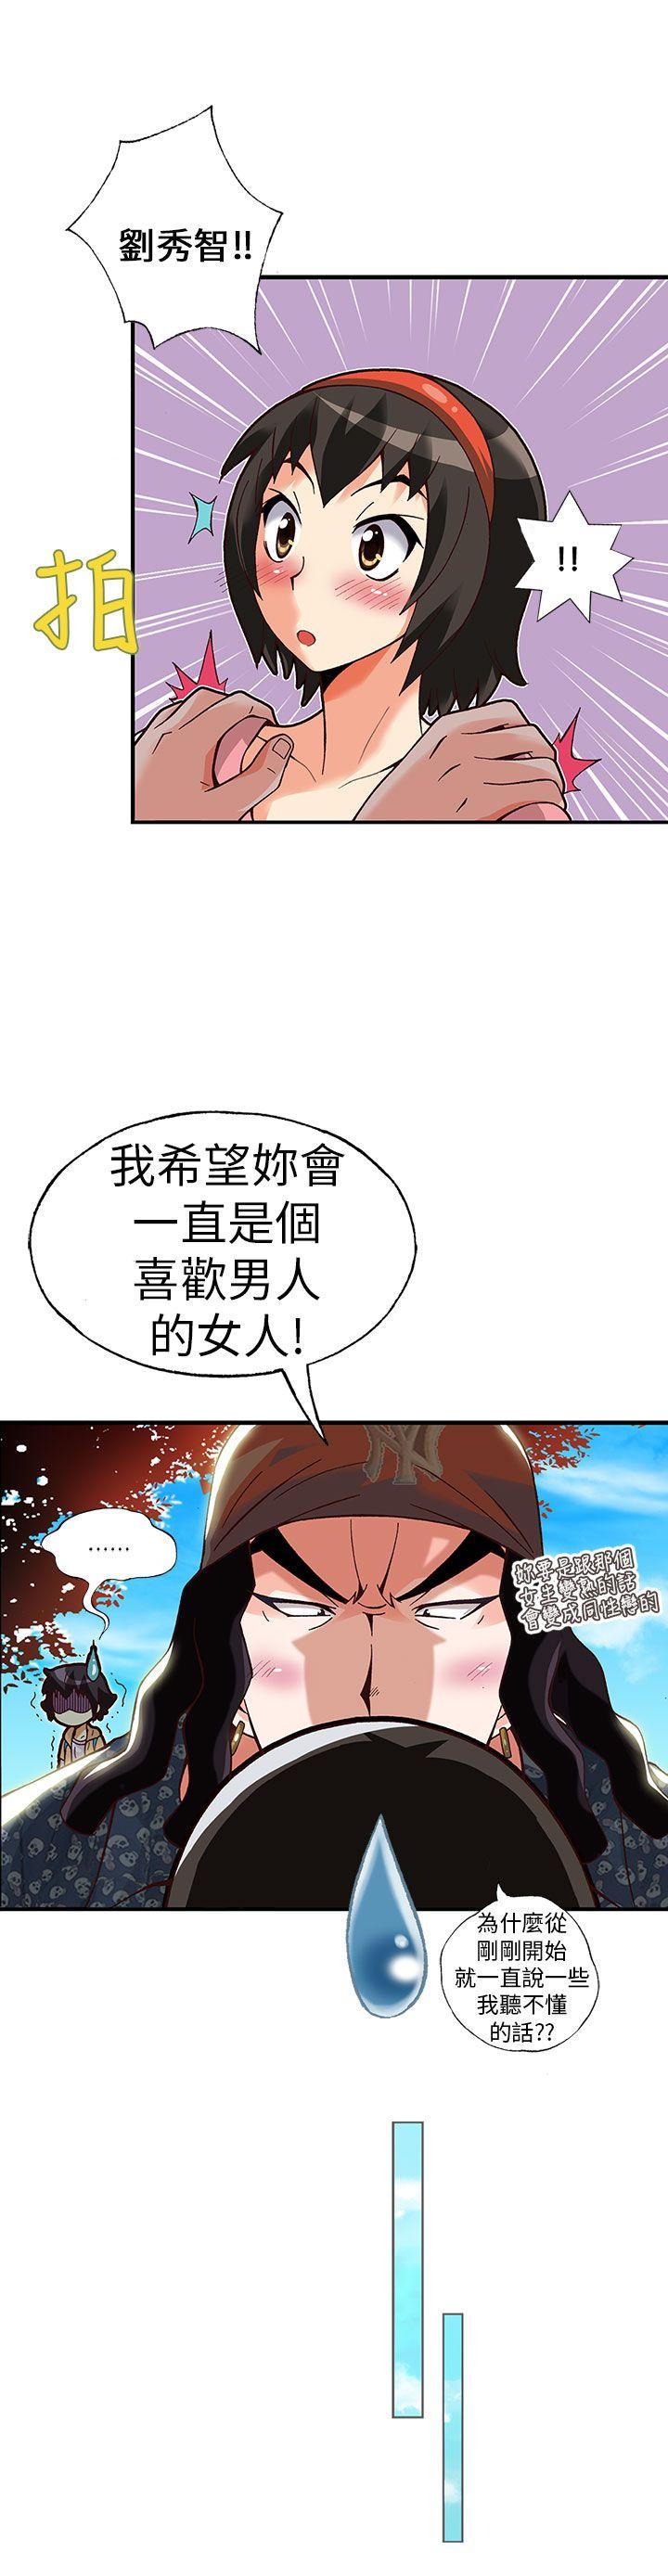 劉秀智!!
!!
拍
我希望妳會
一直是個
喜歡男人
的女人!
......
妳要是跟那個
女生變熟的話
會變成同性戀的
為什麼從
剛剛開始
就一直說一些
我聽不懂
的話??